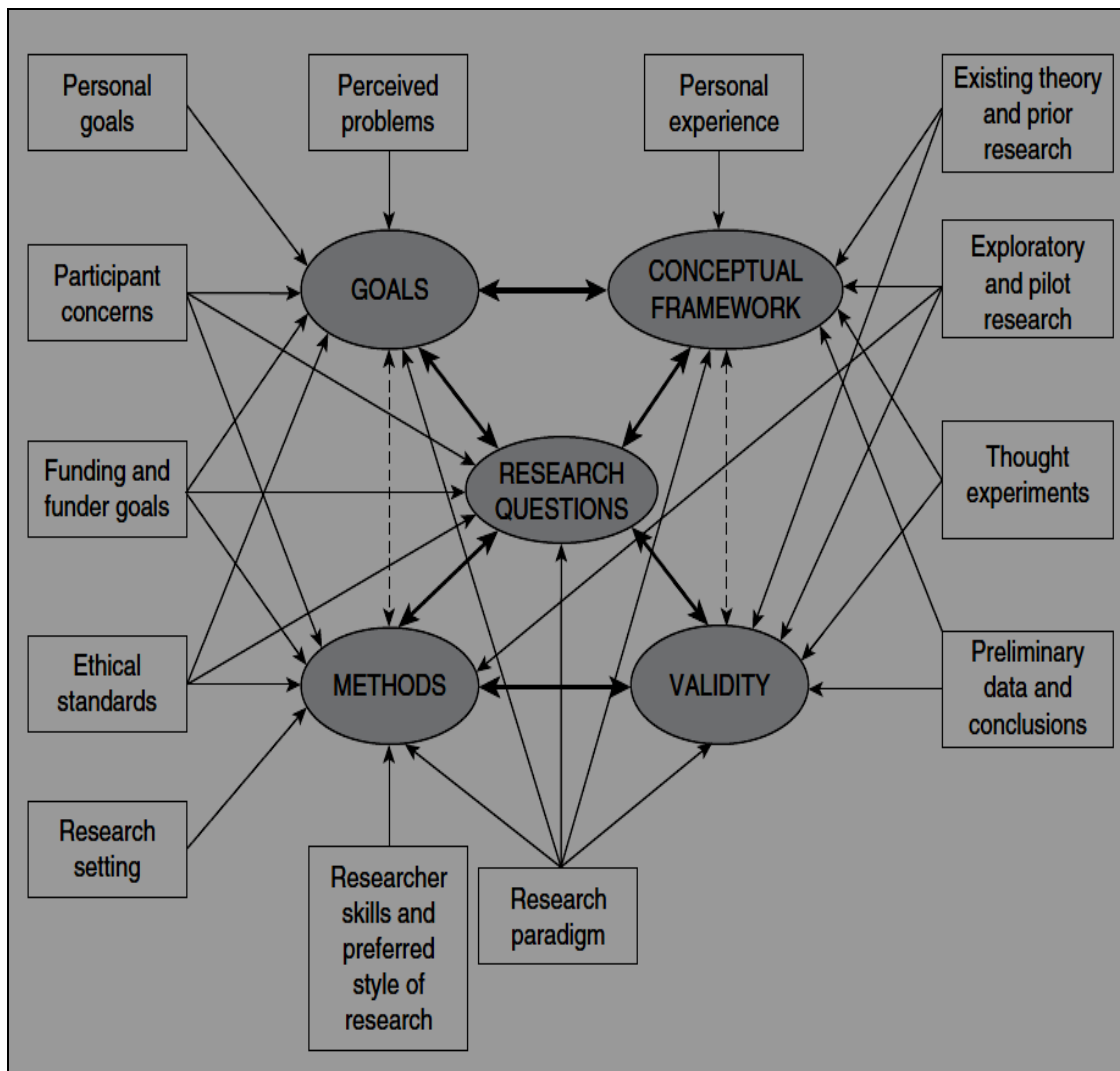 Personal
goals
Perceived
problems
Personal
experience
Existing theory
and prior
research
Participant
concerns
GOALS
CONCEPTUAL
FRAMEWORK
Exploratory
and pilot
research
Funding and
funder goals
RESEARCH
QUESTIONS
Thought
experiments
Ethical
standards
METHODS
VALIDITY
Preliminary
data and
conclusions
Research
setting
Researcher
skills and
preferred
style of
research
Research
paradigm